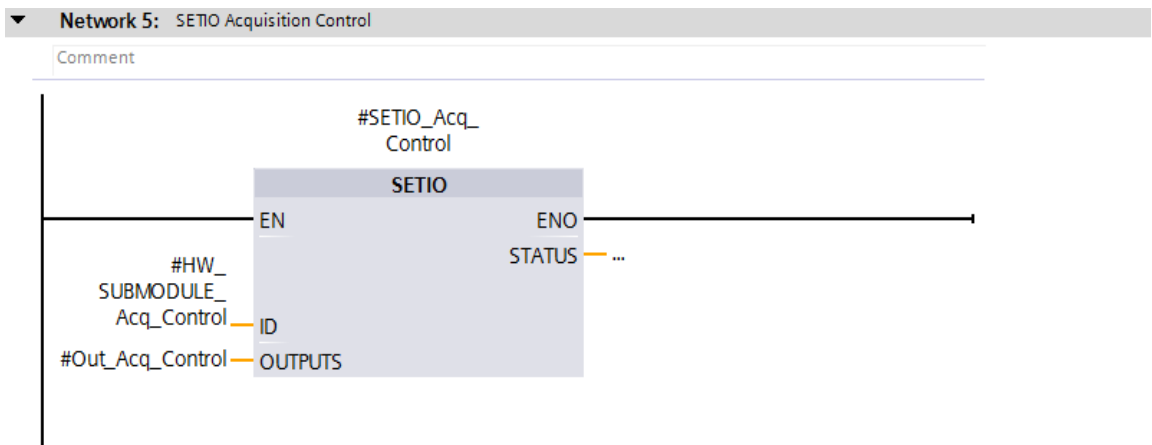 Network 5: SETIO Acquisition Control
Comment
#SETIO_Acq_
Control
SETIO
EN ENO
STATUS ...
#HW_
SUBMODULE_
Acq_Control ID
#Out_Acq_Control OUTPUTS